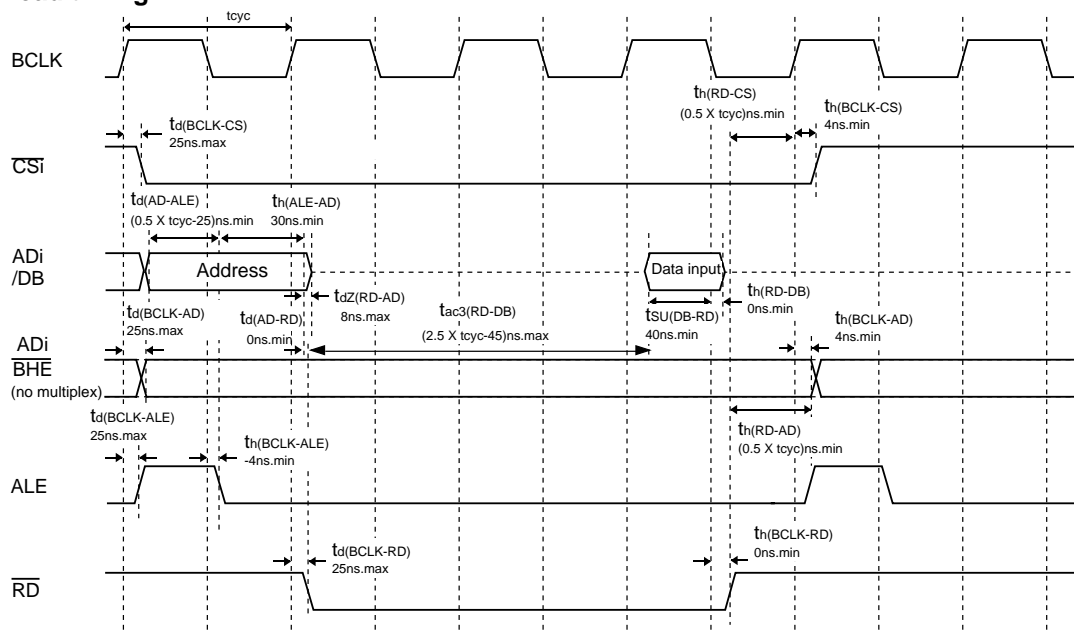 tcyc
BCLK
th(RD-CS)
(0.5 X tcyc)ns.min
th(BCLK-CS)
4ns.min
td(BCLK-CS)
25ns.max
CSi
td(AD-ALE)
(0.5 X tcyc-25)ns.min
th(ALE-AD)
30ns.min
ADi
/DB
Address
Data input
tdZ(RD-AD)
8ns.max
th(RD-DB)
0ns.min
td(BCLK-AD)
25ns.max
td(AD-RD)
0ns.min
tac3(RD-DB)
(2.5 X tcyc-45)ns.max
tSU(DB-RD)
40ns.min
th(BCLK-AD)
4ns.min
ADi
BHE
(no multiplex)
td(BCLK-ALE)
25ns.max
th(BCLK-ALE)
-4ns.min
th(RD-AD)
(0.5 X tcyc)ns.min
ALE
td(BCLK-RD)
25ns.max
th(BCLK-RD)
0ns.min
RD